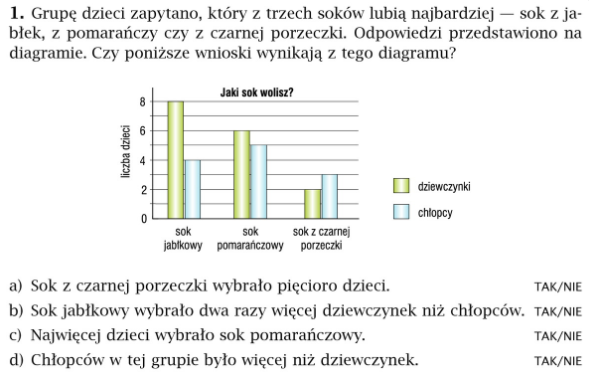 1. Grupę dzieci zapytano, który z trzech soków lubią najbardziej — sok z ja-
błek, z pomarańczy czy z czarnej porzeczki. Odpowiedzi przedstawiono na
diagramie. Czy poniższe wnioski wynikają z tego diagramu?
Jaki sok wolisz?
liczba dzieci
8
6
4
2
0
sok jabłkowy
sok pomarańczowy
sok z czarnej porzeczki
dziewczynki
chłopcy
a) Sok z czarnej porzeczki wybrało pięcioro dzieci. TAK/NIE
b) Sok jabłkowy wybrało dwa razy więcej dziewczynek niż chłopców. TAK/NIE
c) Najwięcej dzieci wybrało sok pomarańczowy. TAK/NIE
d) Chłopców w tej grupie było więcej niż dziewczynek. TAK/NIE